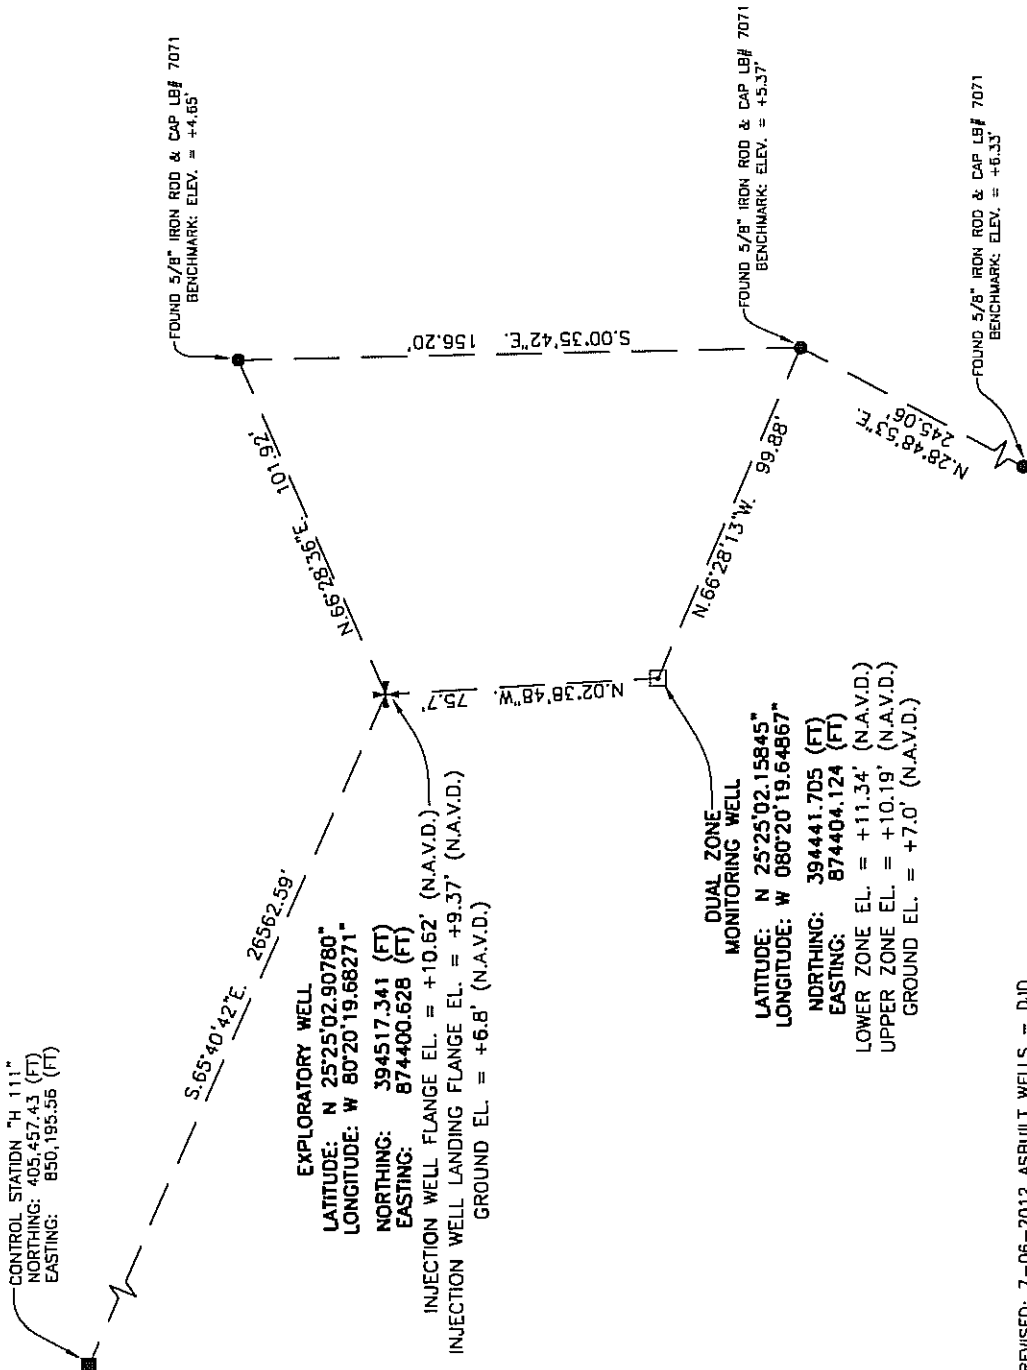 CONTROL STATION "H 111"
NORTHING: 405,457.43 (FT)
EASTING: 850,195.56 (FT)
FOUND 5/8" IRON ROD & CAP LB# 7071
BENCHMARK: ELEV. = +4.65'
S.65°40'42"E. 26562.59'
N.66°28'36"E. 101.92'
S.00°35'42"E. 156.20'
EXPLORATORY WELL
LATITUDE: N 25°25'02.90780"
LONGITUDE: W 80°20'19.68271"
NORTHING: 394517.341 (FT)
EASTING: 874400.628 (FT)
INJECTION WELL FLANGE EL. = +10.62' (N.A.V.D.)
INJECTION WELL LANDING FLANGE EL. = +9.37' (N.A.V.D.)
GROUND EL. = +6.8' (N.A.V.D.)
N.02°38'48"W. 75.7'
N.66°28'13"W. 99.88'
FOUND 5/8" IRON ROD & CAP LB# 7071
BENCHMARK: ELEV. = +5.37'
N.28°48'53"E.
245.06'
FOUND 5/8" IRON ROD & CAP LB# 7071
BENCHMARK: ELEV. = +6.33'
DUAL ZONE
MONITORING WELL
LATITUDE: N 25°25'02.15845"
LONGITUDE: W 080°20'19.64867"
NORTHING: 394441.705 (FT)
EASTING: 874404.124 (FT)
LOWER ZONE EL. = +11.34' (N.A.V.D.)
UPPER ZONE EL. = +10.19' (N.A.V.D.)
GROUND EL. = +7.0' (N.A.V.D.)
REVISED: 7-06-2012 ASBUILT WELLS - DJD